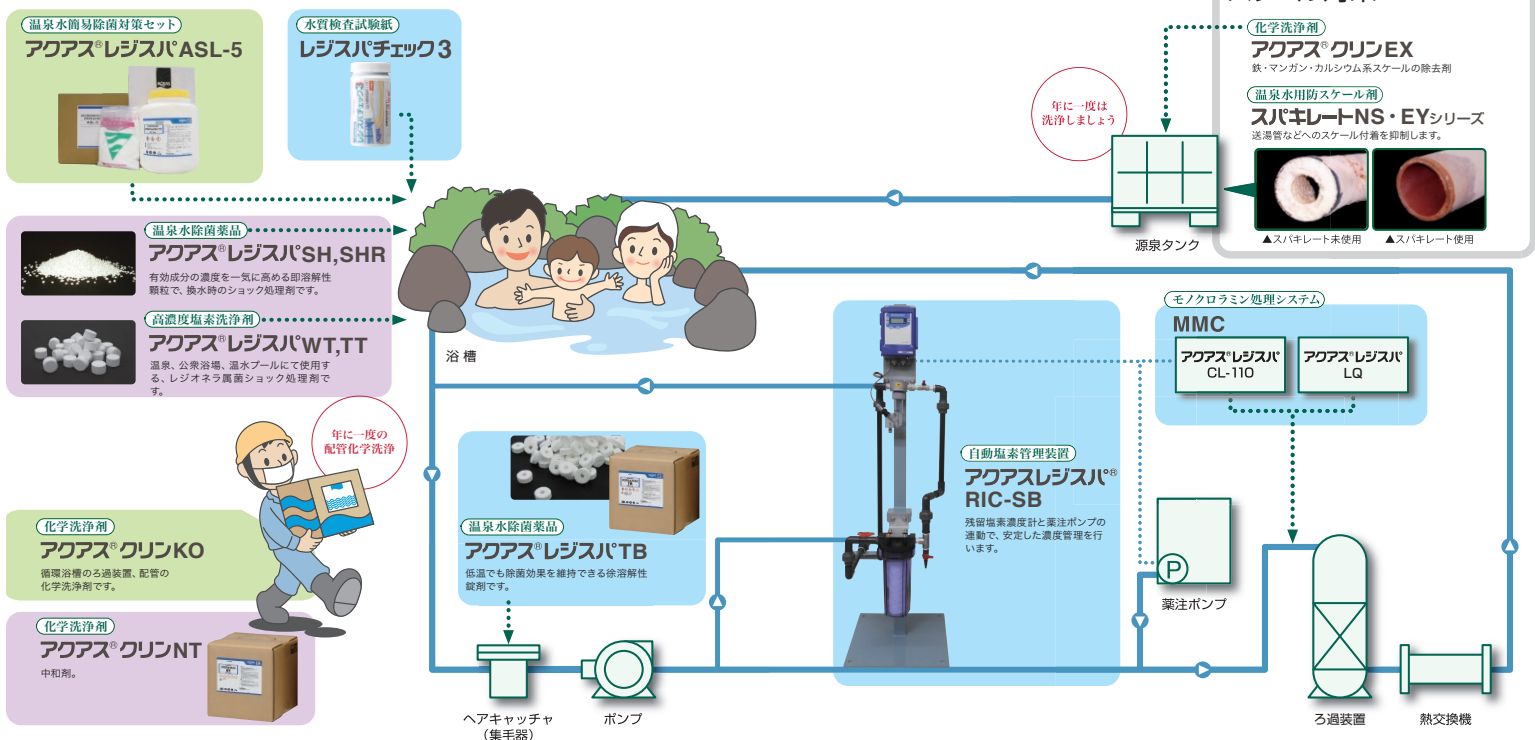 温泉水簡易除菌対策セット
アクアス®レジスパASL-5
水質検査試験紙
レジスパチェック3
温泉水除菌薬品
アクアス®レジスパSH,SHR
有効成分の濃度を一気に高める即溶解性
顆粒で、換水時のショック処理剤です。
高濃度塩素洗浄剤
アクアス®レジスパWT,TT
温泉、公衆浴場、温水プールにて使用す
る、レジオネラ属菌ショック処理剤で
す。
浴槽
年に一度は
洗浄しましょう
化学洗浄剤
アクアス®クリンEX
鉄・マンガン・カルシウム系スケールの除去剤
温泉水用防スケール剤
スパキレートNS・EYシリーズ
送湯管などへのスケール付着を抑制します。
▲スパキレート未使用
▲スパキレート使用
源泉タンク
モノクロラミン処理システム
MMC
アクアス®レジスパ
CL-110
アクアス®レジスパ
LQ
自動塩素管理装置
アクアスレジスパ®
RIC-SB
残留塩素濃度計と薬注ポンプの
連動で、安定した濃度管理を行
います。
年に一度の
配管化学洗浄
化学洗浄剤
アクアス®クリンKO
循環浴槽のろ過装置、配管の
化学洗浄剤です。
化学洗浄剤
アクアス®クリンNT
中和剤。
温泉水除菌薬品
アクアス®レジスパTB
低温でも除菌効果を維持できる徐溶解性
錠剤です。
P
薬注ポンプ
ヘアキャッチャ
（集毛器）
ポンプ
ろ過装置
熱交換機